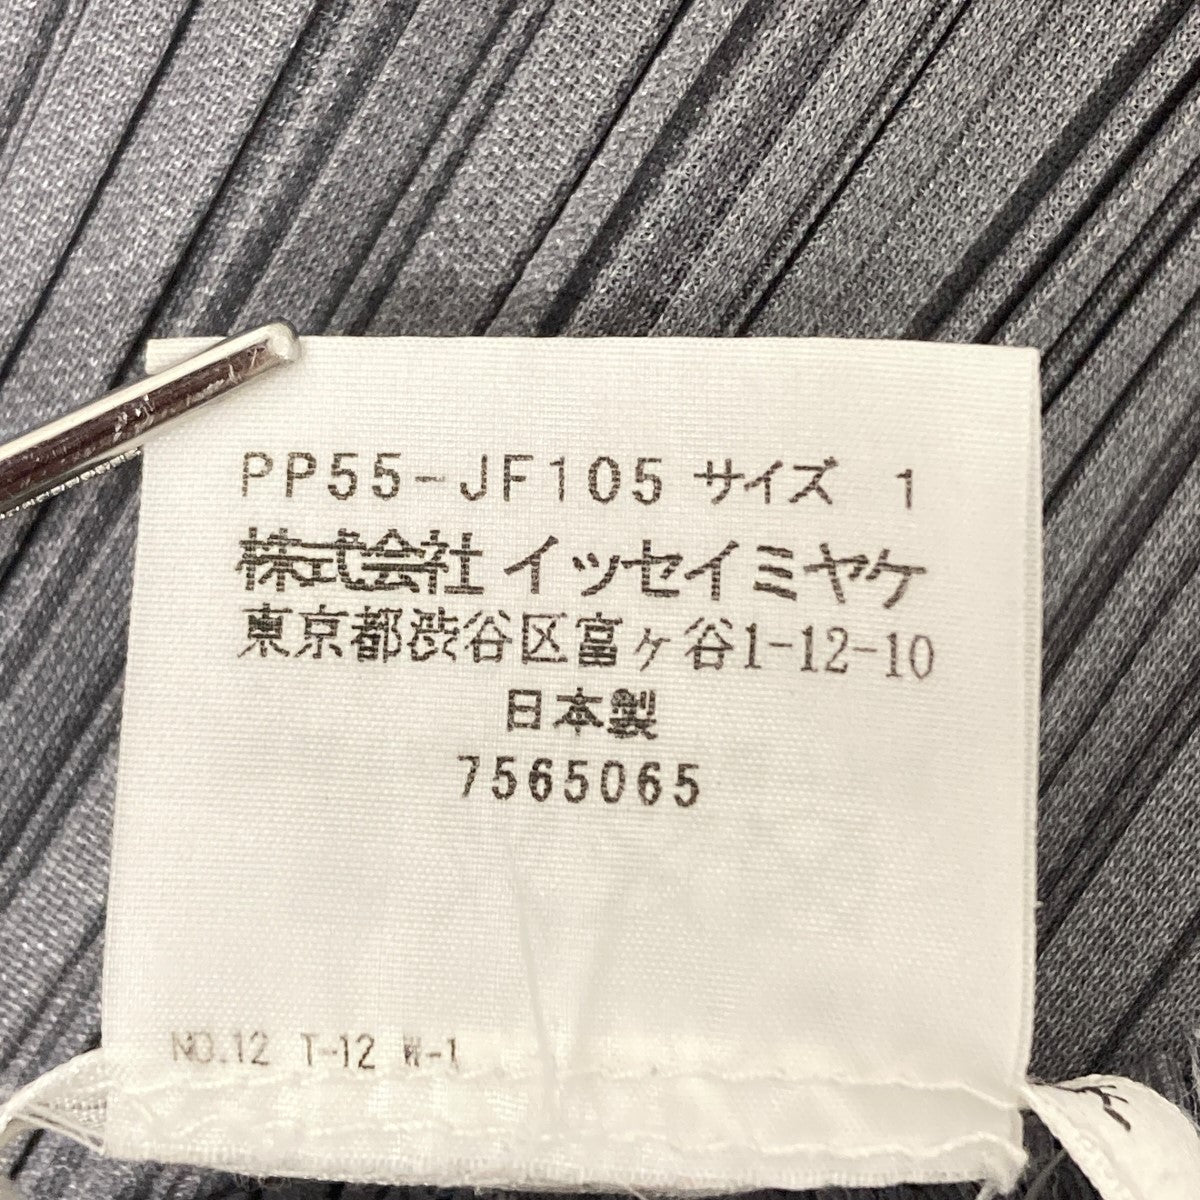 PP55-JF105 サイズ 1
株式会社 イッセイミヤケ
東京都渋谷区富ヶ谷1-12-10
日本製
7565065
NO.12 T-12 W-1